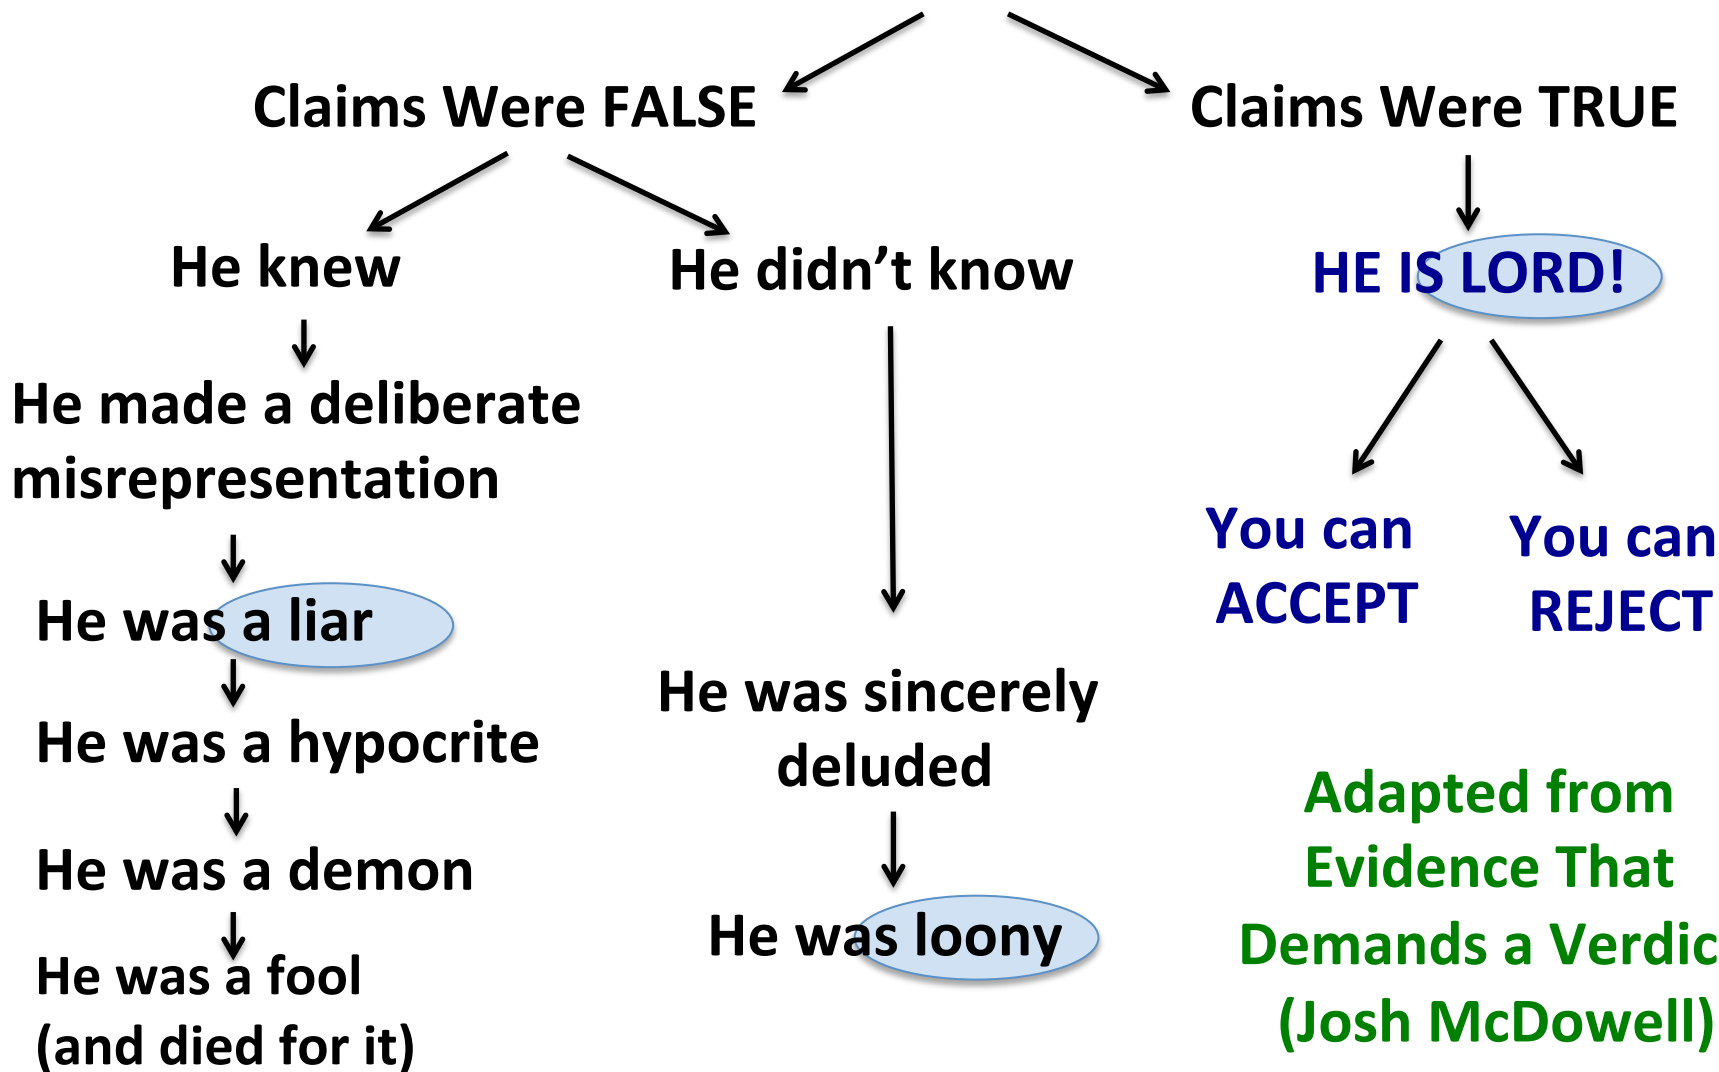 Claims Were FALSE
Claims Were TRUE
He knew
He didn’t know
HE IS LORD!
He made a deliberate
misrepresentation
You can
ACCEPT
You can
REJECT
He was a liar
He was sincerely
deluded
He was a hypocrite
He was a demon
He was loony
He was a fool
(and died for it)
Adapted from
Evidence That
Demands a Verdic
(Josh McDowell)